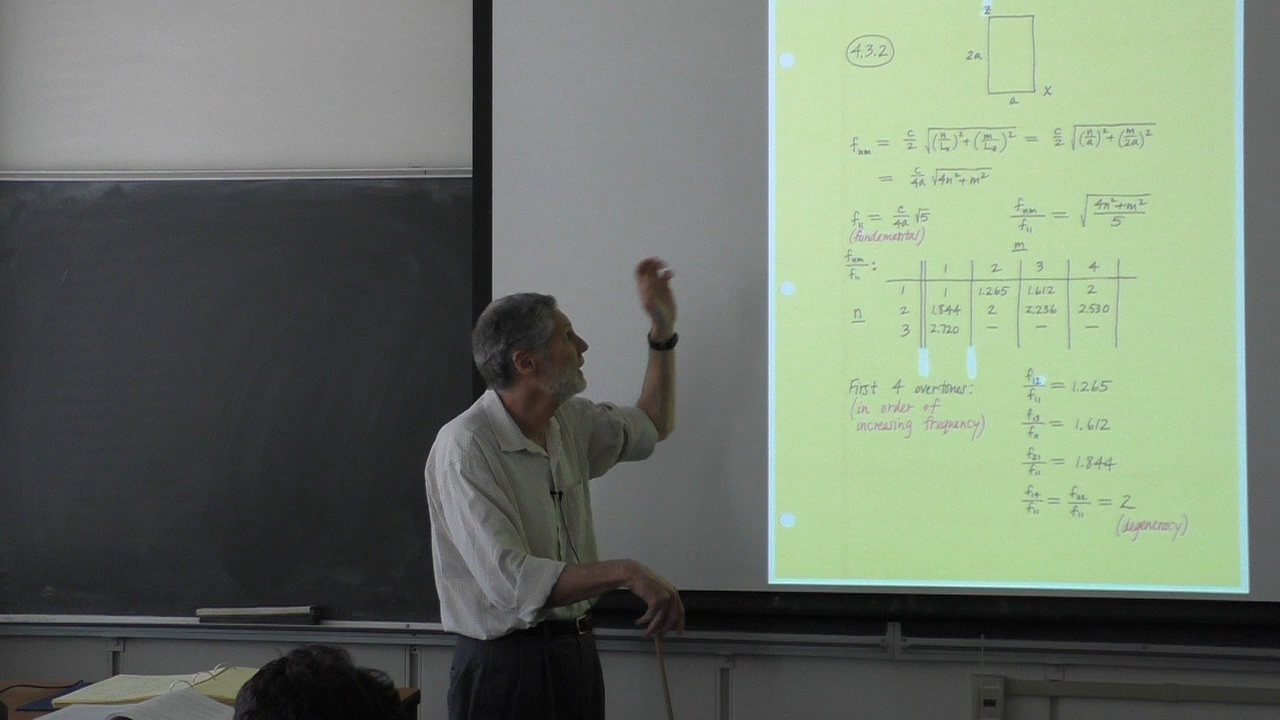 z
4.3.2
2a
a x
f_nm = c/2 √((n/Lx)² + (m/Lz)²) = c/2 √((n/a)² + (m/2a)²)
= c/4a √(4n² + m²)
f_11 = c/4a √5 f_nm/f_11 = √((4n² + m²)/5)
(fundamental)
m
f_nm/f_11 :
1 2 3 4
1 1 1.265 1.612 2
n 2 1.844 2 2.236 2.530
3 2.720 — — —
First 4 overtones: f_12/f_11 = 1.265
(in order of
increasing frequency) f_13/f_11 = 1.612
f_21/f_11 = 1.844
f_14/f_11 = f_22/f_11 = 2
(degeneracy)